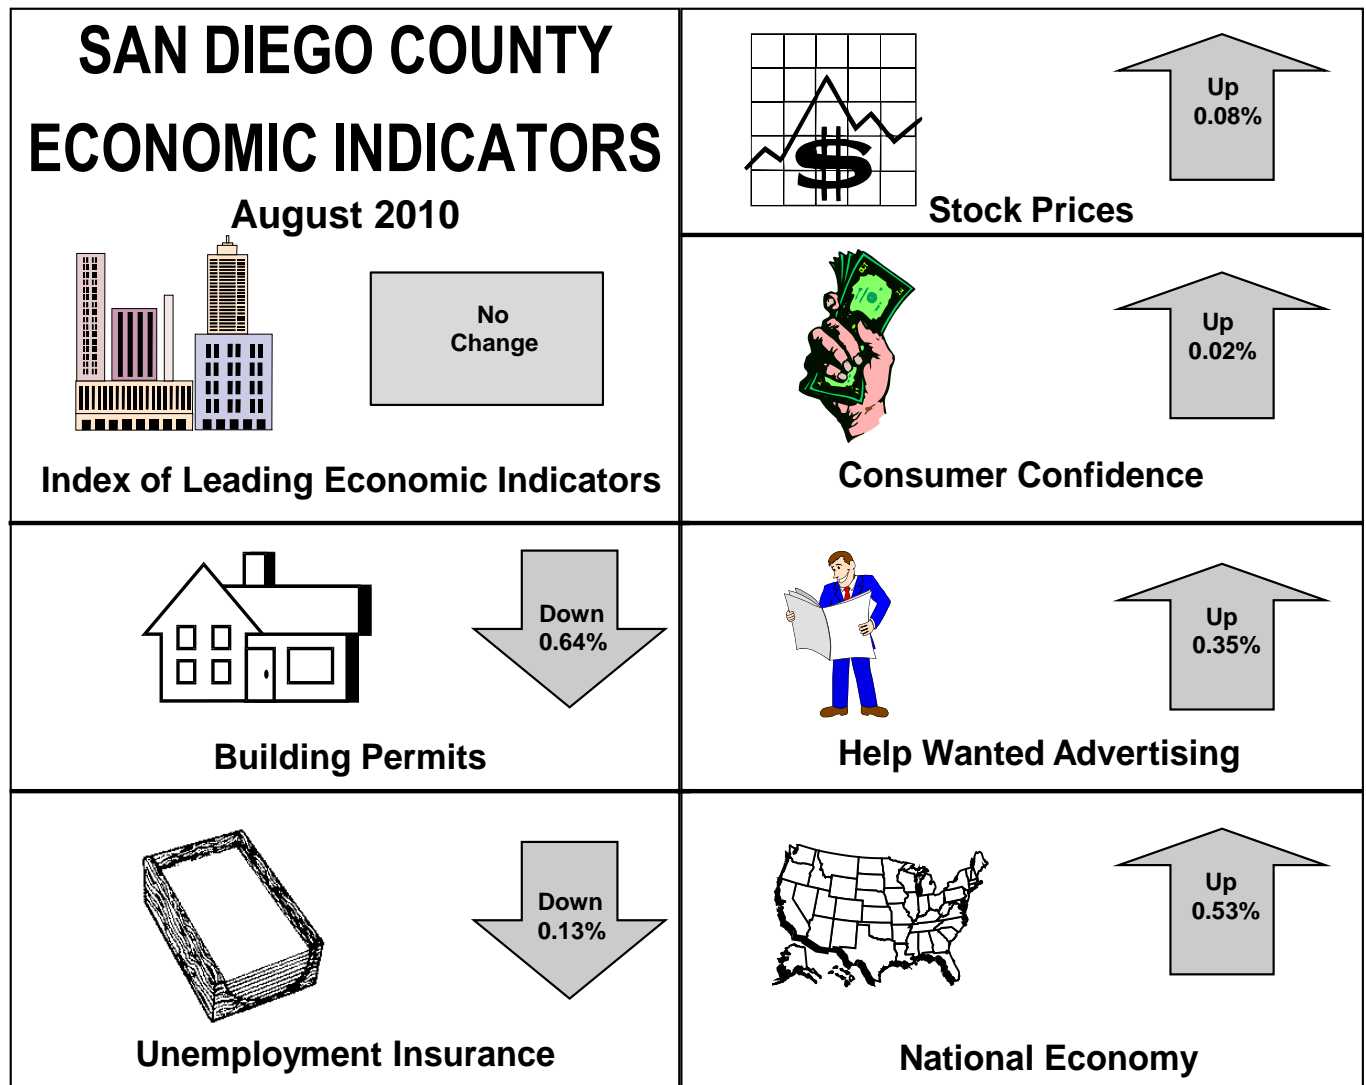 SAN DIEGO COUNTY
ECONOMIC INDICATORS
August 2010
No
Change
Index of Leading Economic Indicators
Up
0.08%
Stock Prices
Up
0.02%
Consumer Confidence
Down
0.64%
Building Permits
Up
0.35%
Help Wanted Advertising
Down
0.13%
Unemployment Insurance
Up
0.53%
National Economy